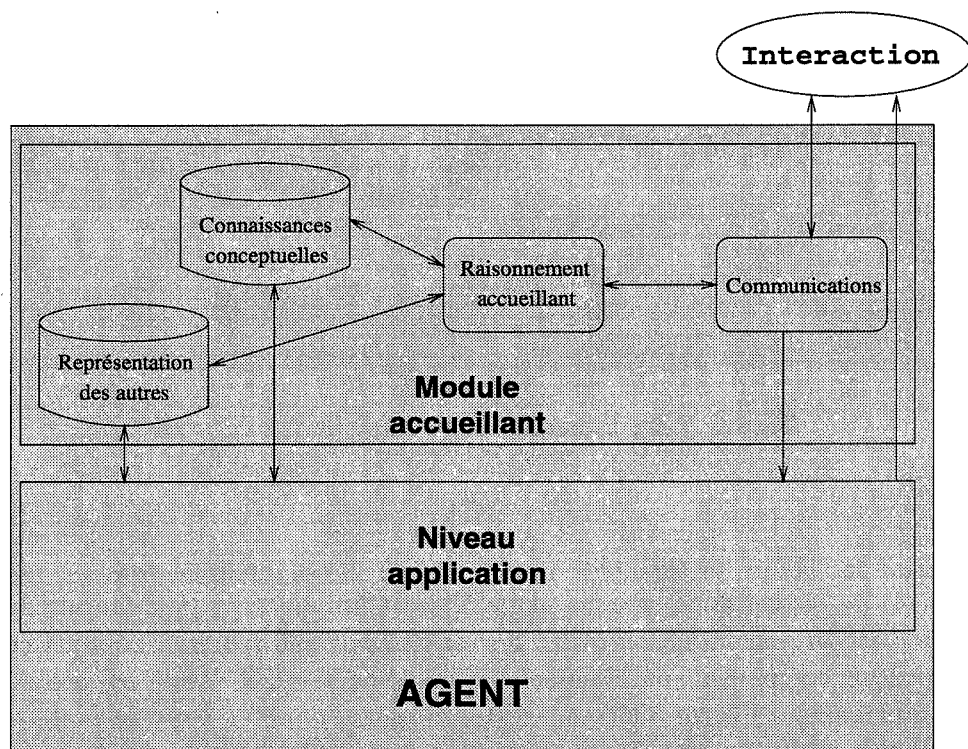 Interaction
Connaissances
conceptuelles
Raisonnement
accueillant
Communications
Représentation
des autres
Module
accueillant
Niveau
application
AGENT